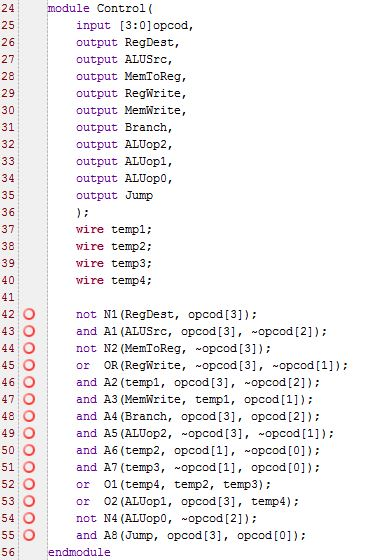 24 module Control(
25 input [3:0]opcod,
26 output RegDest,
27 output ALUSrc,
28 output MemToReg,
29 output RegWrite,
30 output MemWrite,
31 output Branch,
32 output ALUop2,
33 output ALUop1,
34 output ALUop0,
35 output Jump
36 );
37 wire temp1;
38 wire temp2;
39 wire temp3;
40 wire temp4;
41
42 not N1(RegDest, opcod[3]);
43 and A1(ALUSrc, opcod[3], ~opcod[2]);
44 not N2(MemToReg, ~opcod[3]);
45 or OR(RegWrite, ~opcod[3], ~opcod[1]);
46 and A2(temp1, opcod[3], ~opcod[2]);
47 and A3(MemWrite, temp1, opcod[1]);
48 and A4(Branch, opcod[3], opcod[2]);
49 and A5(ALUop2, ~opcod[3], ~opcod[1]);
50 and A6(temp2, opcod[1], ~opcod[0]);
51 and A7(temp3, ~opcod[1], opcod[0]);
52 or O1(temp4, temp2, temp3);
53 or O2(ALUop1, opcod[3], temp4);
54 not N4(ALUop0, ~opcod[2]);
55 and A8(Jump, opcod[3], opcod[0]);
56 endmodule